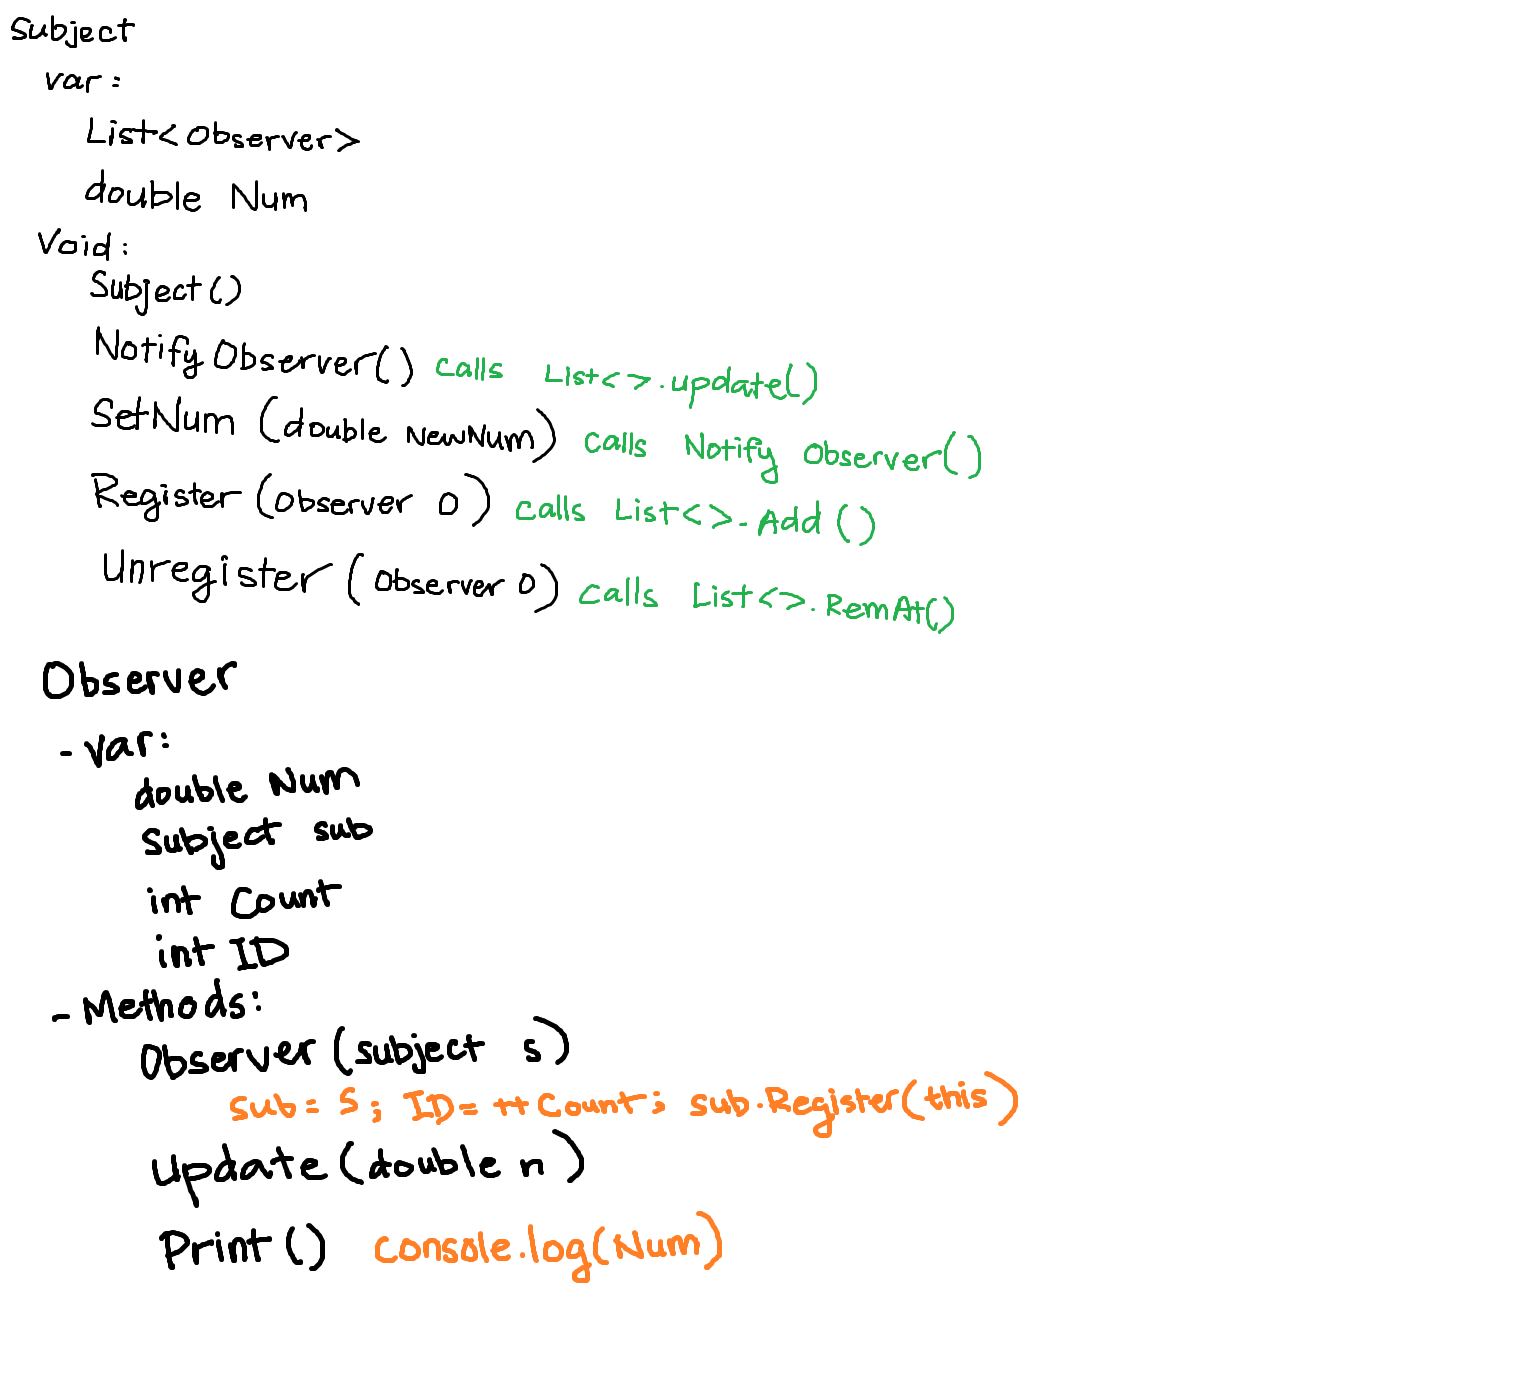 Subject
var:
List<Observer>
double Num
Void:
Subject()
Notify Observer() calls List<>.update()
SetNum (double NewNum) calls Notify Observer()
Register (Observer O) calls List<>.Add()
Unregister (Observer O) calls List<>.RemAt()
Observer
- var:
double Num
Subject sub
int Count
int ID
- Methods:
Observer (subject s)
sub = S; ID = ++Count; sub.Register(this)
Update (double n)
Print() console.log(Num)